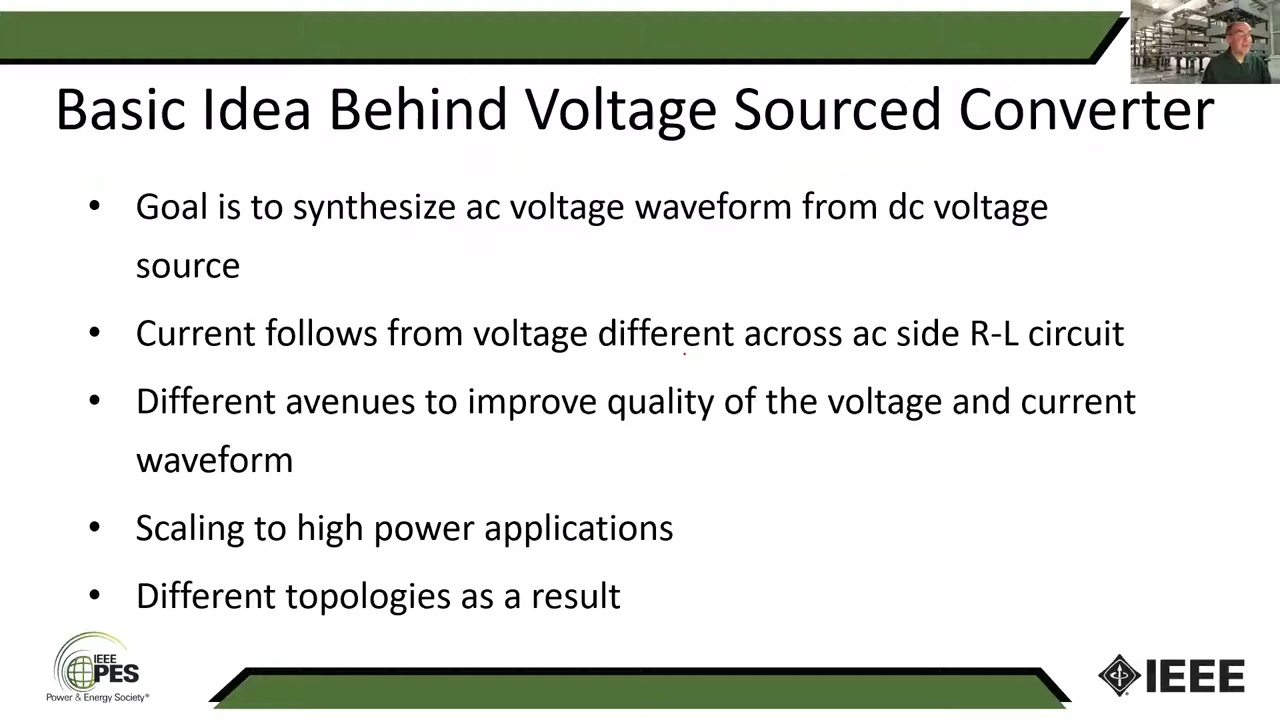 Basic Idea Behind Voltage Sourced Converter
• Goal is to synthesize ac voltage waveform from dc voltage
source
• Current follows from voltage different across ac side R-L circuit
• Different avenues to improve quality of the voltage and current
waveform
• Scaling to high power applications
• Different topologies as a result
IEEE
PES
Power & Energy Society®
IEEE